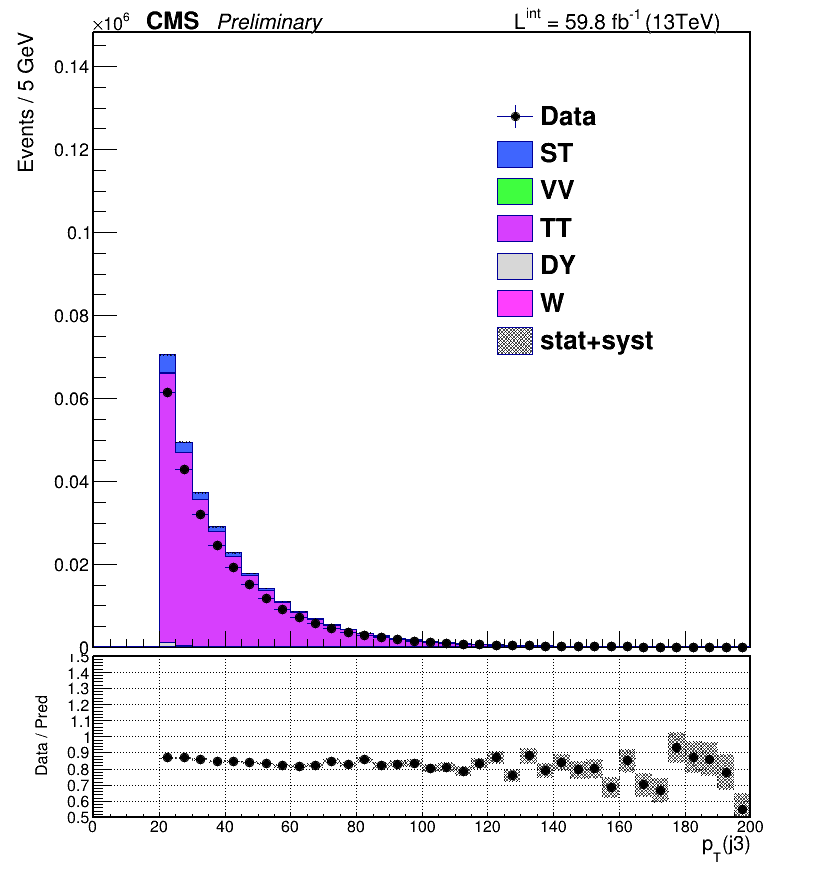 ×10⁶ CMS Preliminary L^int = 59.8 fb⁻¹ (13TeV)
Events / 5 GeV
0.14
0.12
0.1
0.08
0.06
0.04
0.02
0
Data
ST
VV
TT
DY
W
stat+syst
Data / Pred
1.5
1.4
1.3
1.2
1.1
1
0.9
0.8
0.7
0.6
0.5
0 20 40 60 80 100 120 140 160 180 200
p_T(j3)